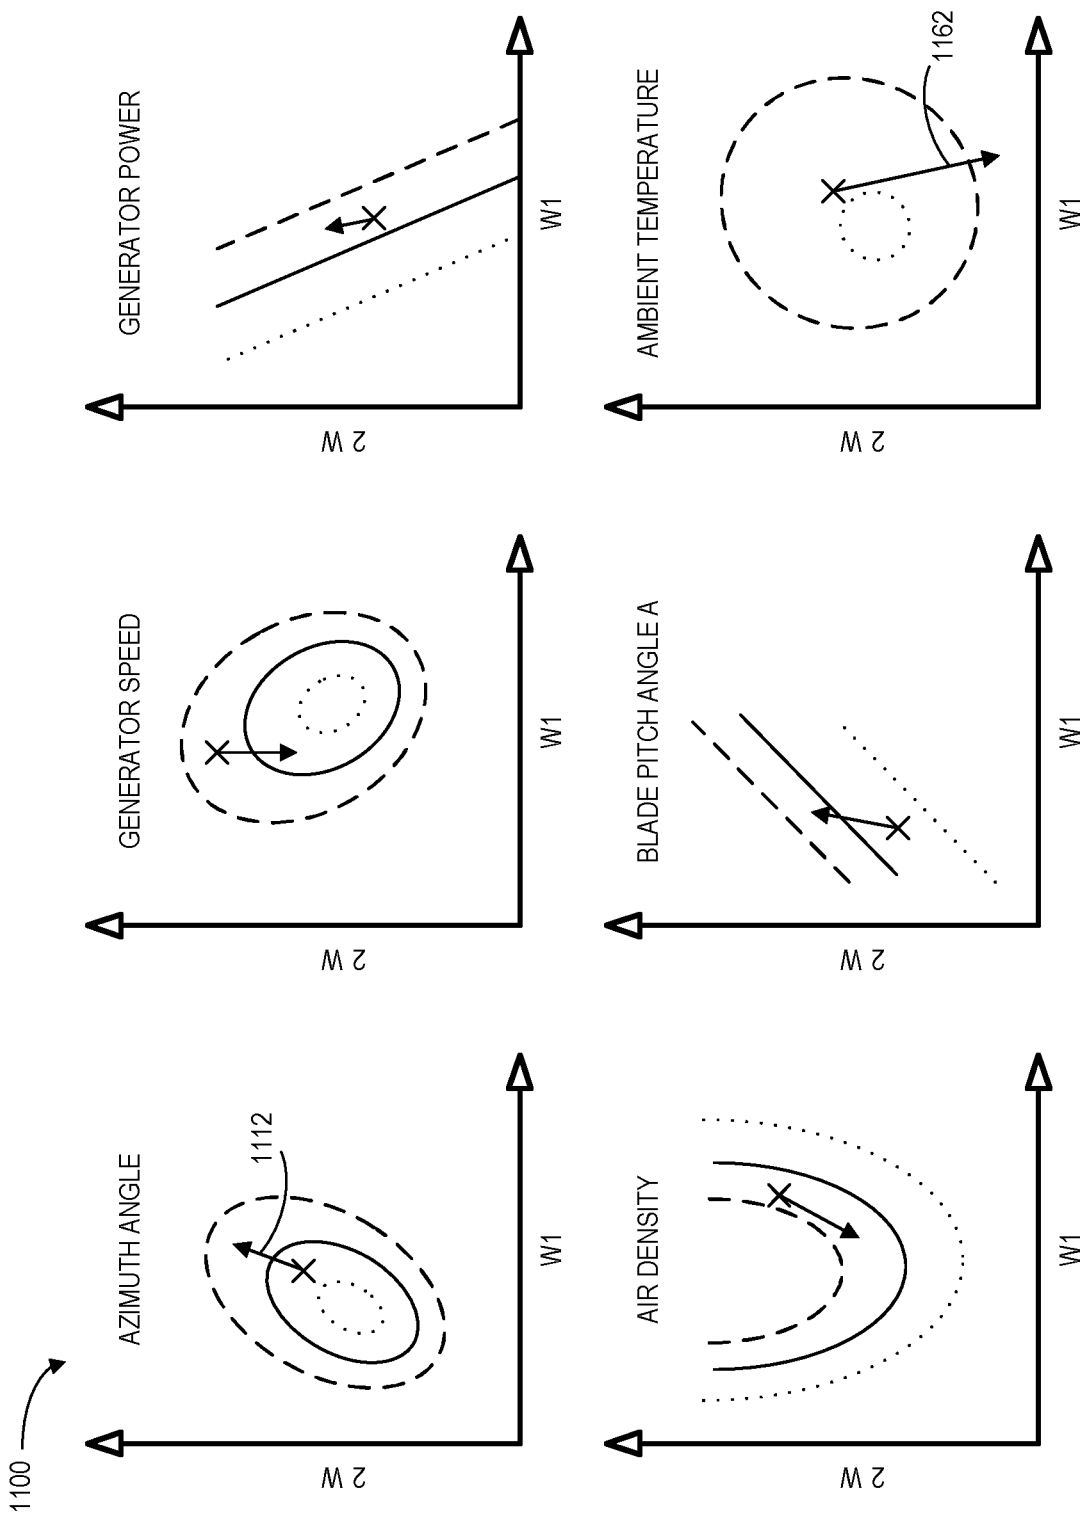 1100
AZIMUTH ANGLE
GENERATOR SPEED
GENERATOR POWER
1112
2 W
2 W
2 W
W1
W1
W1
AIR DENSITY
BLADE PITCH ANGLE A
AMBIENT TEMPERATURE
2 W
2 W
2 W
1162
W1
W1
W1